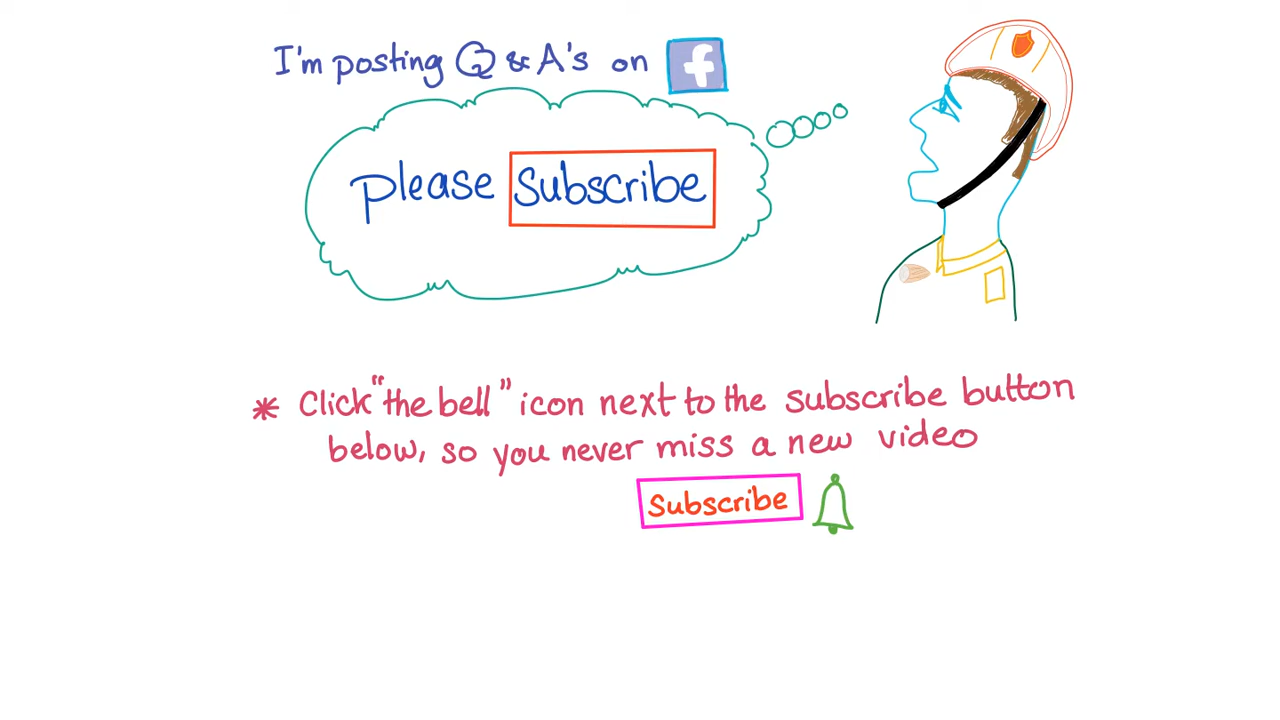 I'm posting Q & A's on f
please subscribe
* Click "the bell" icon next to the subscribe button
below, so you never miss a new video
Subscribe